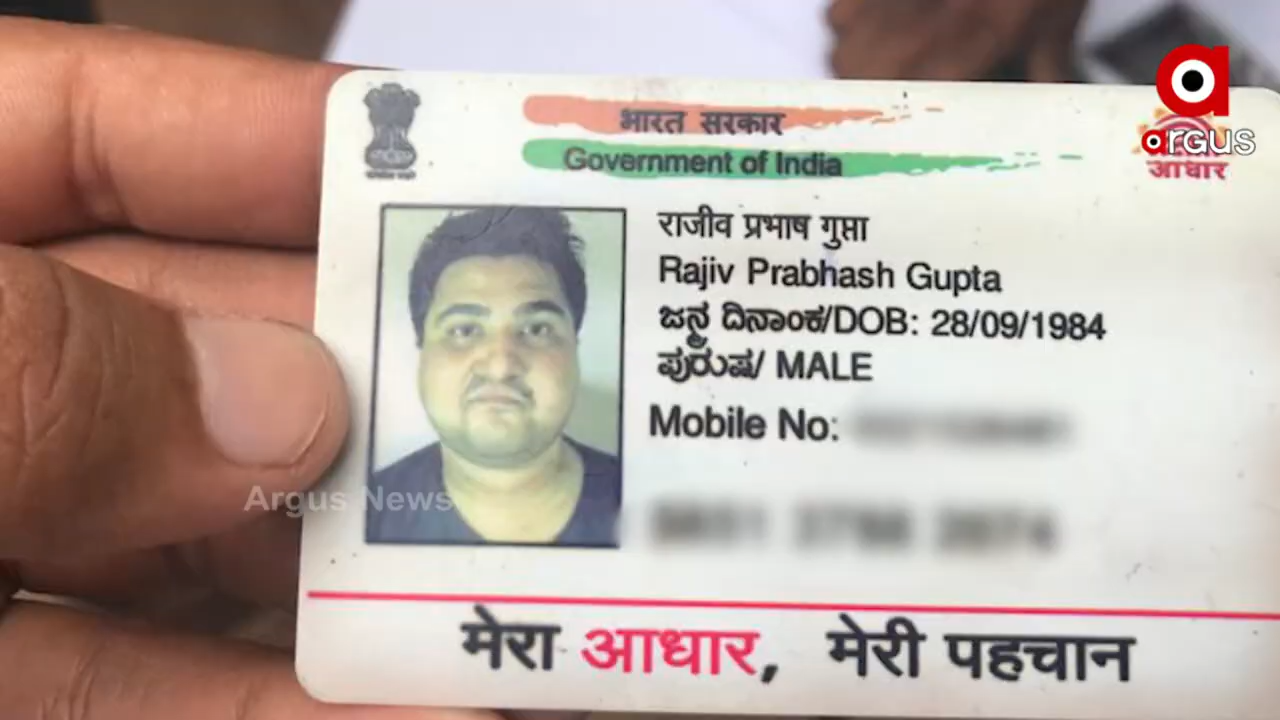 भारत सरकार
Government of India
argus
आधार
राजीव प्रभाष गुप्ता
Rajiv Prabhash Gupta
ಜನ್ಮ ದಿನಾಂಕ/DOB: 28/09/1984
ಪುರುಷ/ MALE
Mobile No:
Argus News
मेरा आधार, मेरी पहचान